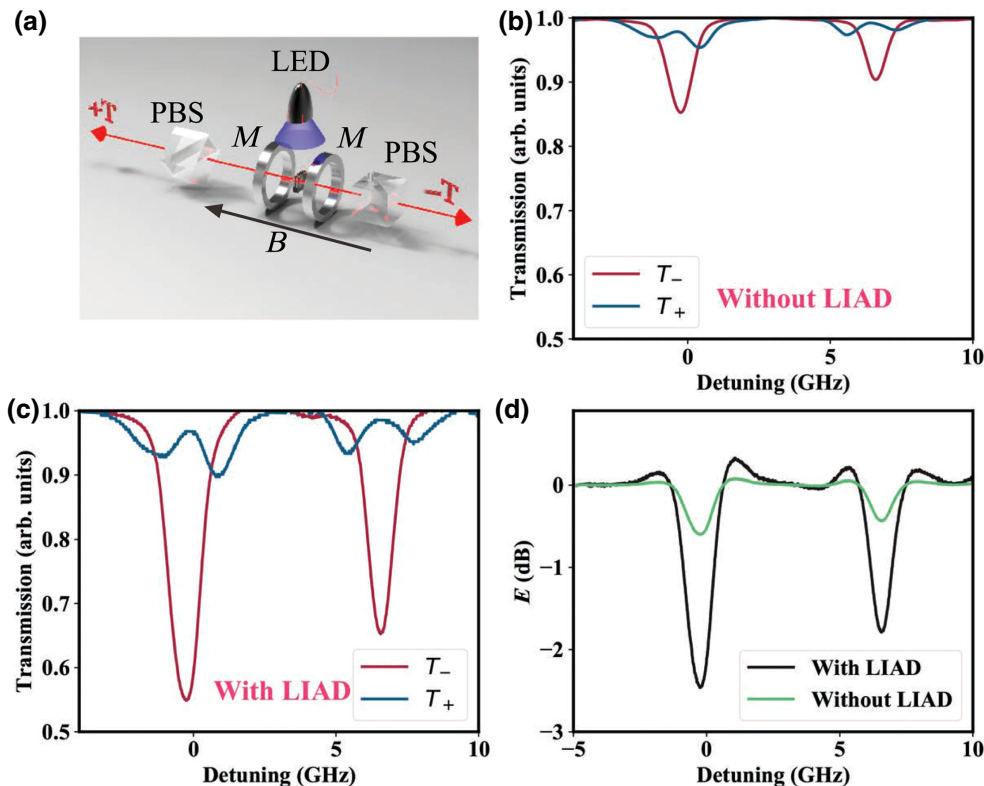 (a)
LED
PBS
M
M
PBS
+T
−T
B
(b)
1.0
0.9
0.8
0.7
0.6
0.5
Transmission (arb. units)
T₋
T₊
Without LIAD
0
5
10
Detuning (GHz)
(c)
1.0
0.9
0.8
0.7
0.6
0.5
Transmission (arb. units)
With LIAD
T₋
T₊
0
5
10
Detuning (GHz)
(d)
0
−1
−2
−3
E (dB)
With LIAD
Without LIAD
−5
0
5
10
Detuning (GHz)